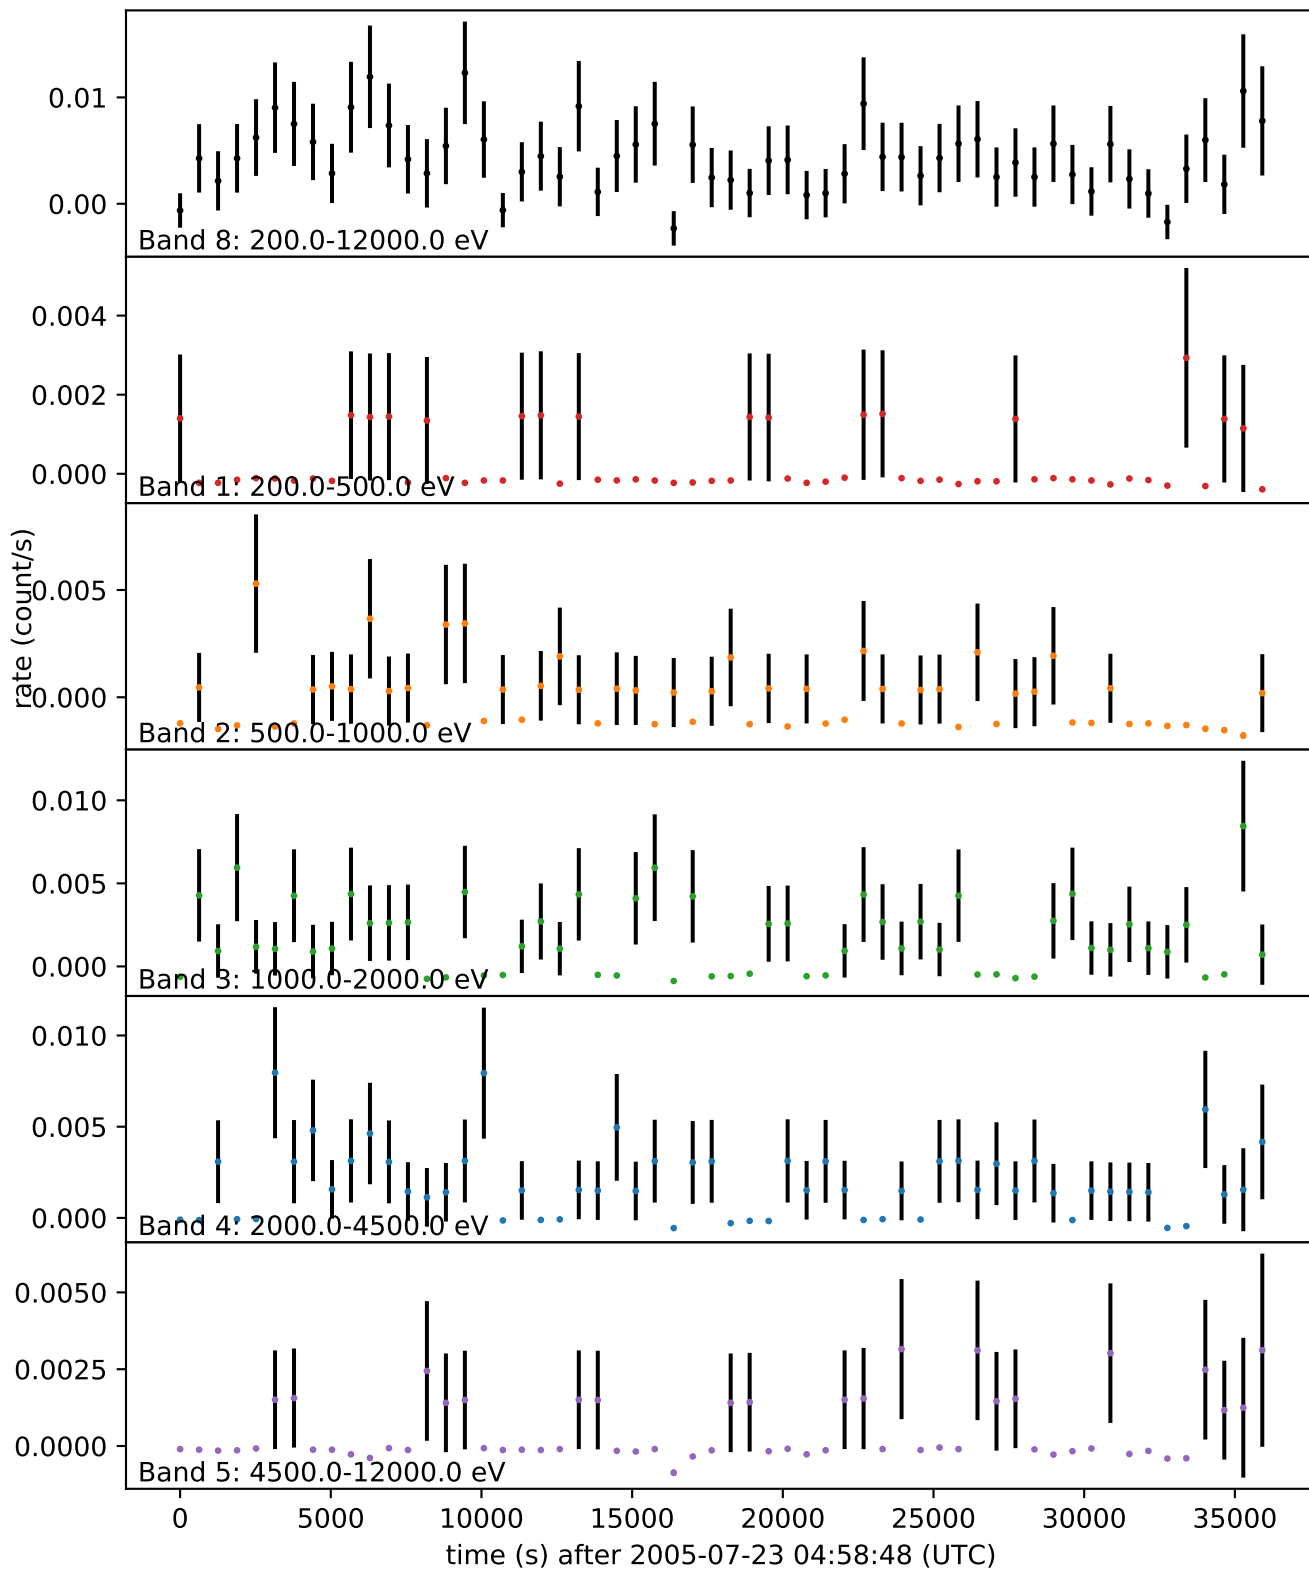 0.01
0.00
Band 8: 200.0-12000.0 eV
0.004
0.002
0.000
Band 1: 200.0-500.0 eV
rate (count/s)
0.005
0.000
Band 2: 500.0-1000.0 eV
0.010
0.005
0.000
Band 3: 1000.0-2000.0 eV
0.010
0.005
0.000
Band 4: 2000.0-4500.0 eV
0.0050
0.0025
0.0000
Band 5: 4500.0-12000.0 eV
0 5000 10000 15000 20000 25000 30000 35000
time (s) after 2005-07-23 04:58:48 (UTC)